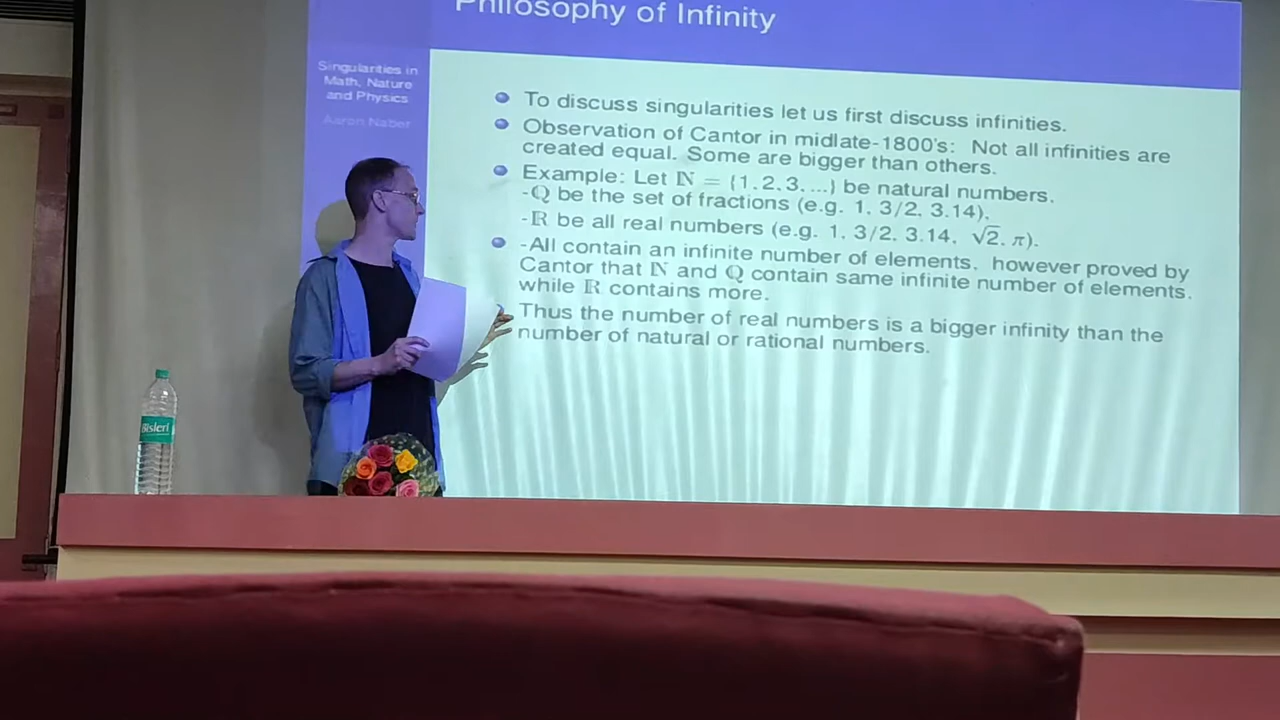 Philosophy of Infinity
Singularities in
Math, Nature
and Physics
Aaron Naber
To discuss singularities let us first discuss infinities.
Observation of Cantor in midlate-1800's: Not all infinities are
created equal. Some are bigger than others.
Example: Let ℕ = {1, 2, 3, ...} be natural numbers.
-ℚ be the set of fractions (e.g. 1, 3/2, 3.14).
-ℝ be all real numbers (e.g. 1, 3/2, 3.14, √2, π).
-All contain an infinite number of elements, however proved by
Cantor that ℕ and ℚ contain same infinite number of elements.
while ℝ contains more.
Thus the number of real numbers is a bigger infinity than the
number of natural or rational numbers.
Bisleri